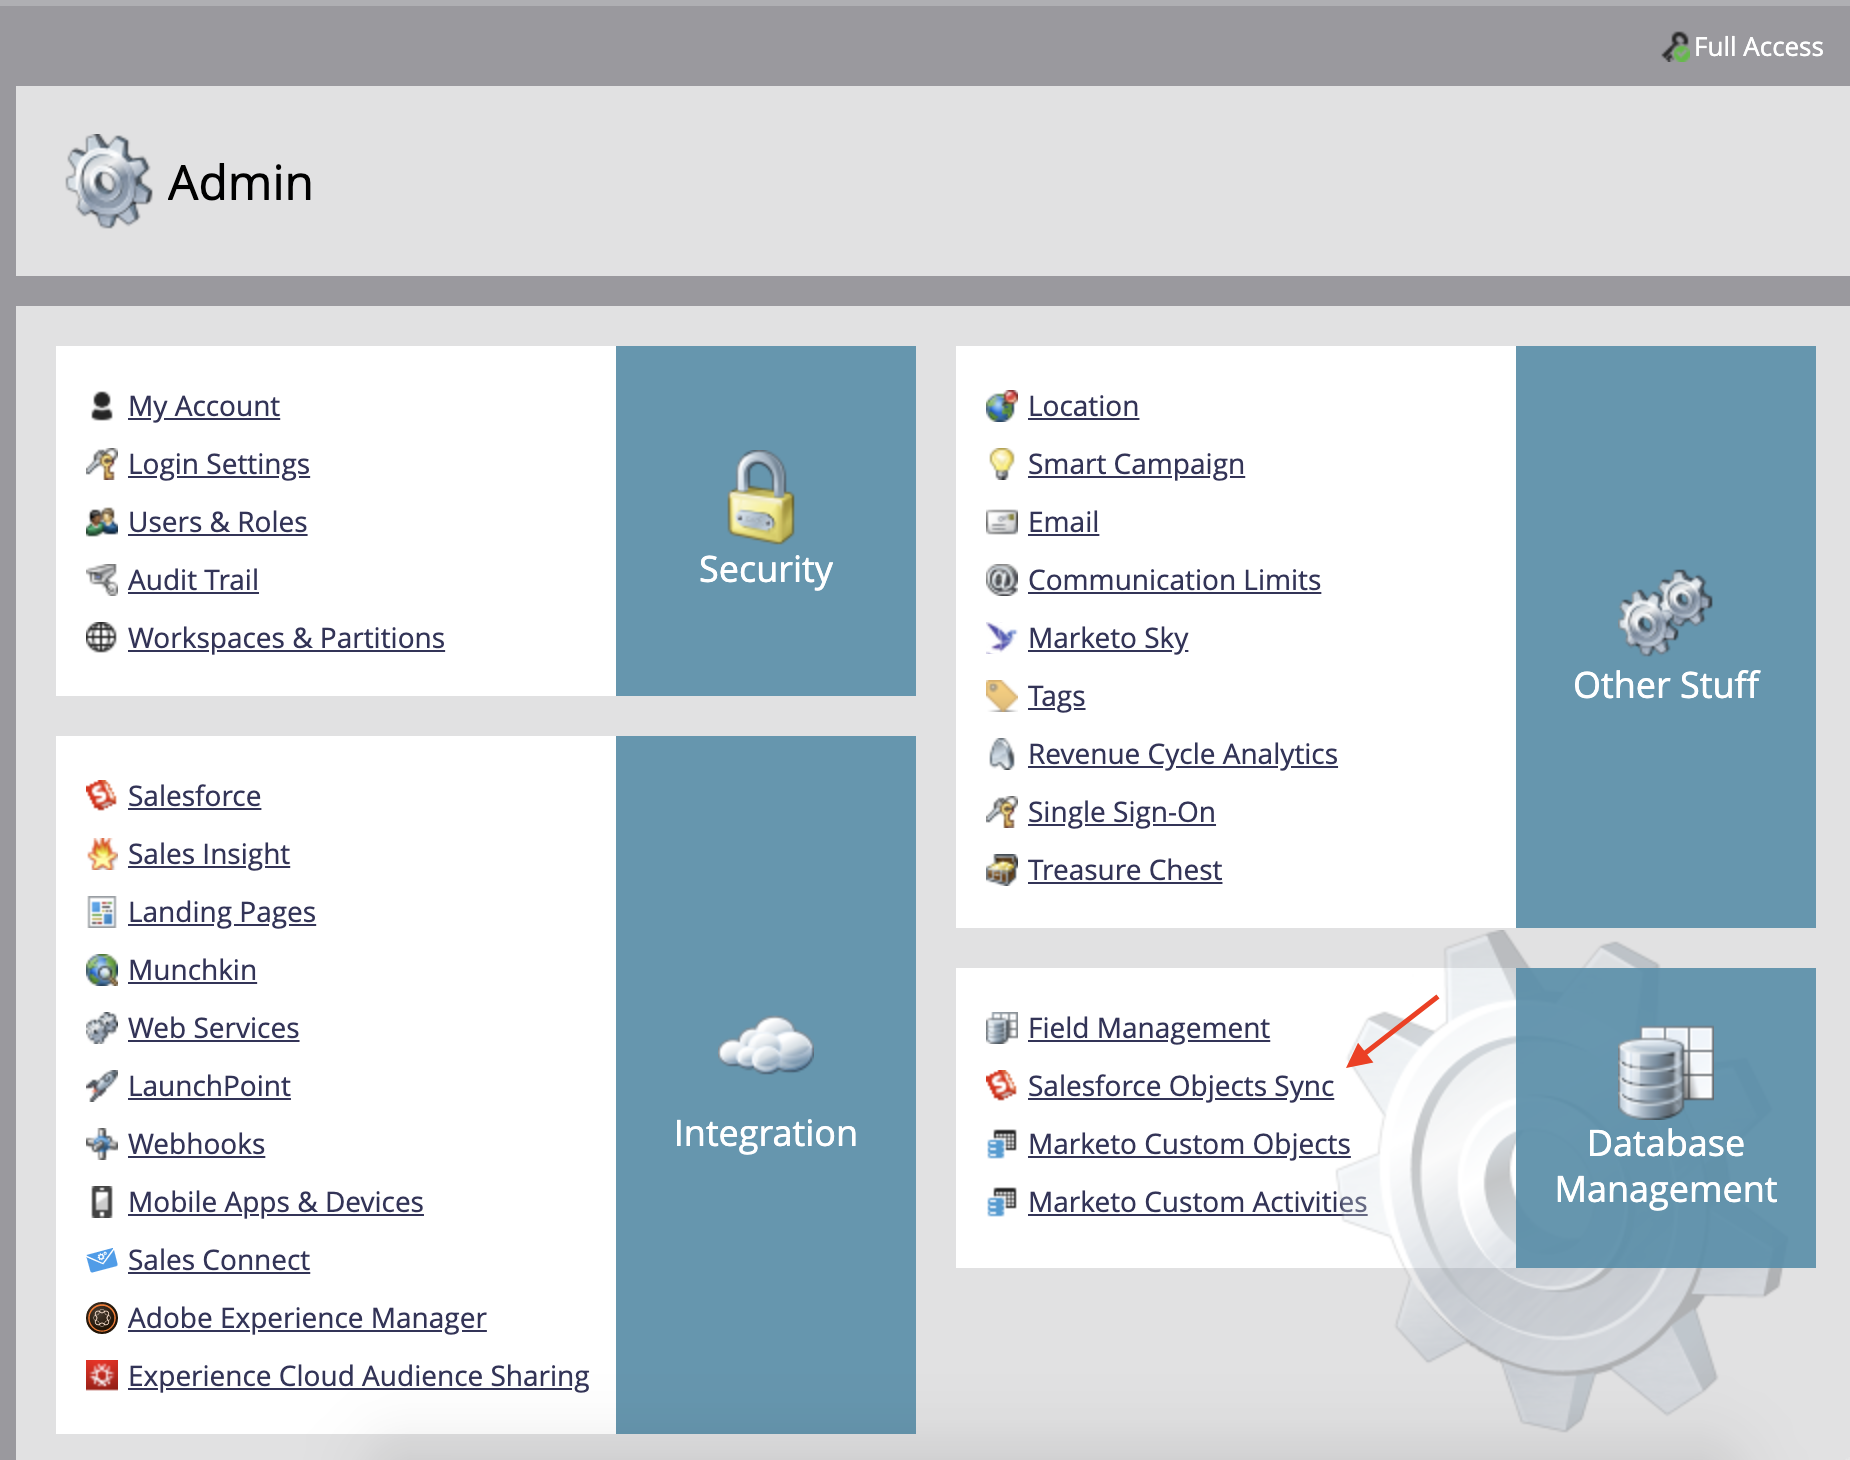 Full Access
Admin
My Account
Login Settings
Users & Roles
Audit Trail
Workspaces & Partitions
Security
Salesforce
Sales Insight
Landing Pages
Munchkin
Web Services
LaunchPoint
Webhooks
Mobile Apps & Devices
Sales Connect
Adobe Experience Manager
Experience Cloud Audience Sharing
Integration
Location
Smart Campaign
Email
Communication Limits
Marketo Sky
Tags
Revenue Cycle Analytics
Single Sign-On
Treasure Chest
Other Stuff
Field Management
Salesforce Objects Sync
Marketo Custom Objects
Marketo Custom Activities
Database
Management